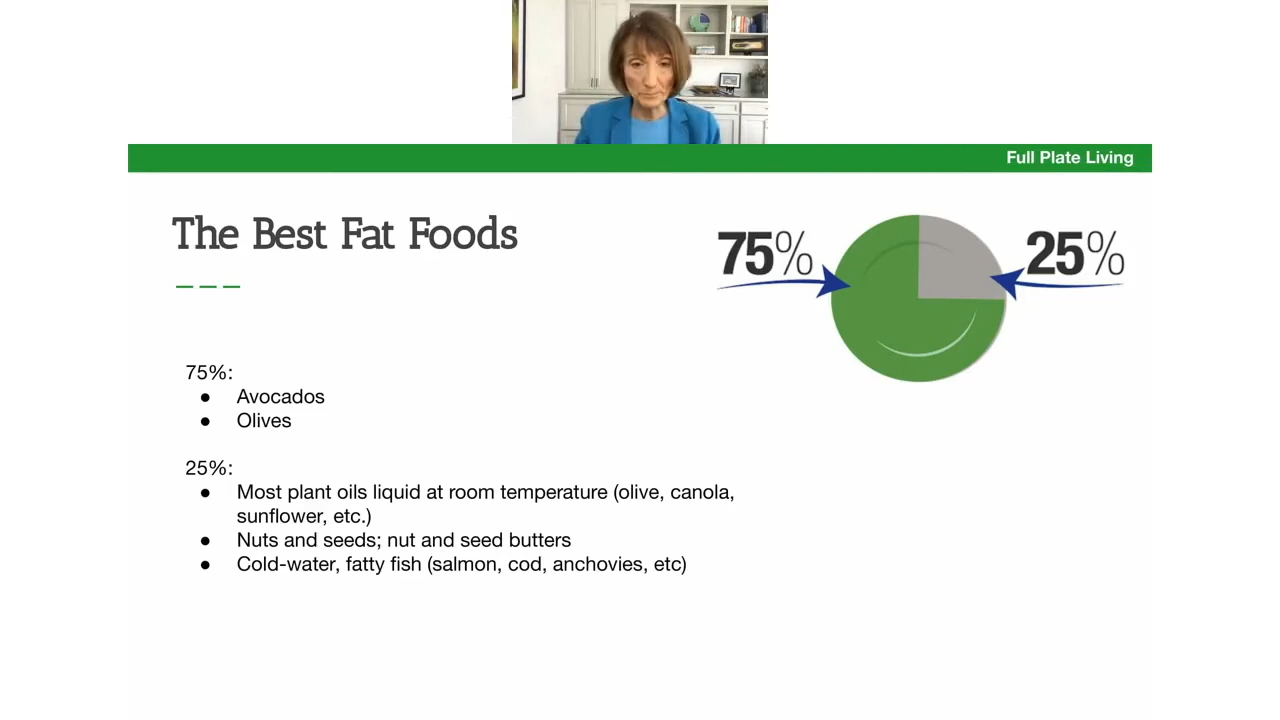 Full Plate Living
The Best Fat Foods
75%
25%
75%:
● Avocados
● Olives
25%:
● Most plant oils liquid at room temperature (olive, canola,
sunflower, etc.)
● Nuts and seeds; nut and seed butters
● Cold-water, fatty fish (salmon, cod, anchovies, etc)